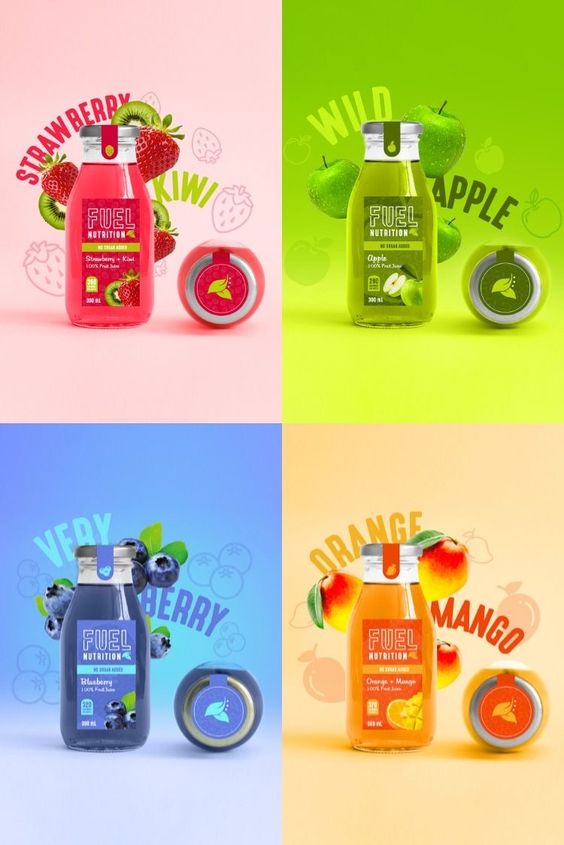 STRAWBERRY
KIWI
FUEL
NUTRITION
NO SUGAR ADDED
Strawberry + Kiwi
100% Fruit Juice
300 mL
WILD
APPLE
FUEL
NUTRITION
NO SUGAR ADDED
Apple
100% Fruit Juice
300 mL
VERY
BERRY
FUEL
NUTRITION
NO SUGAR ADDED
Blueberry
100% Fruit Juice
300 mL
ORANGE
MANGO
FUEL
NUTRITION
NO SUGAR ADDED
Orange + Mango
100% Fruit Juice